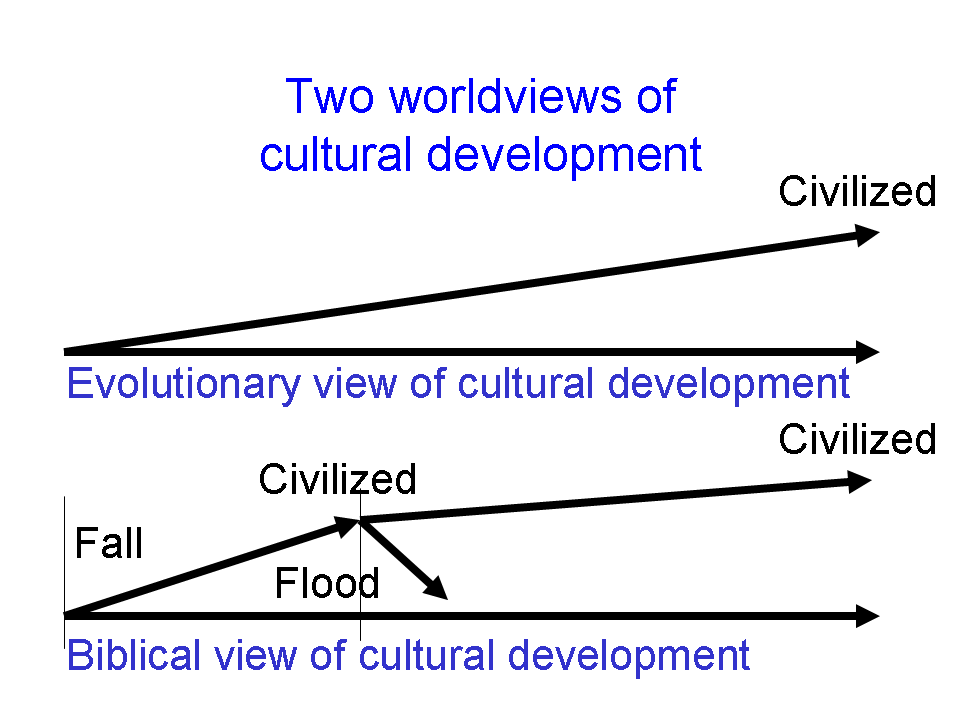 Two worldviews of
cultural development
Civilized
Evolutionary view of cultural development
Civilized
Civilized
Fall
Flood
Biblical view of cultural development